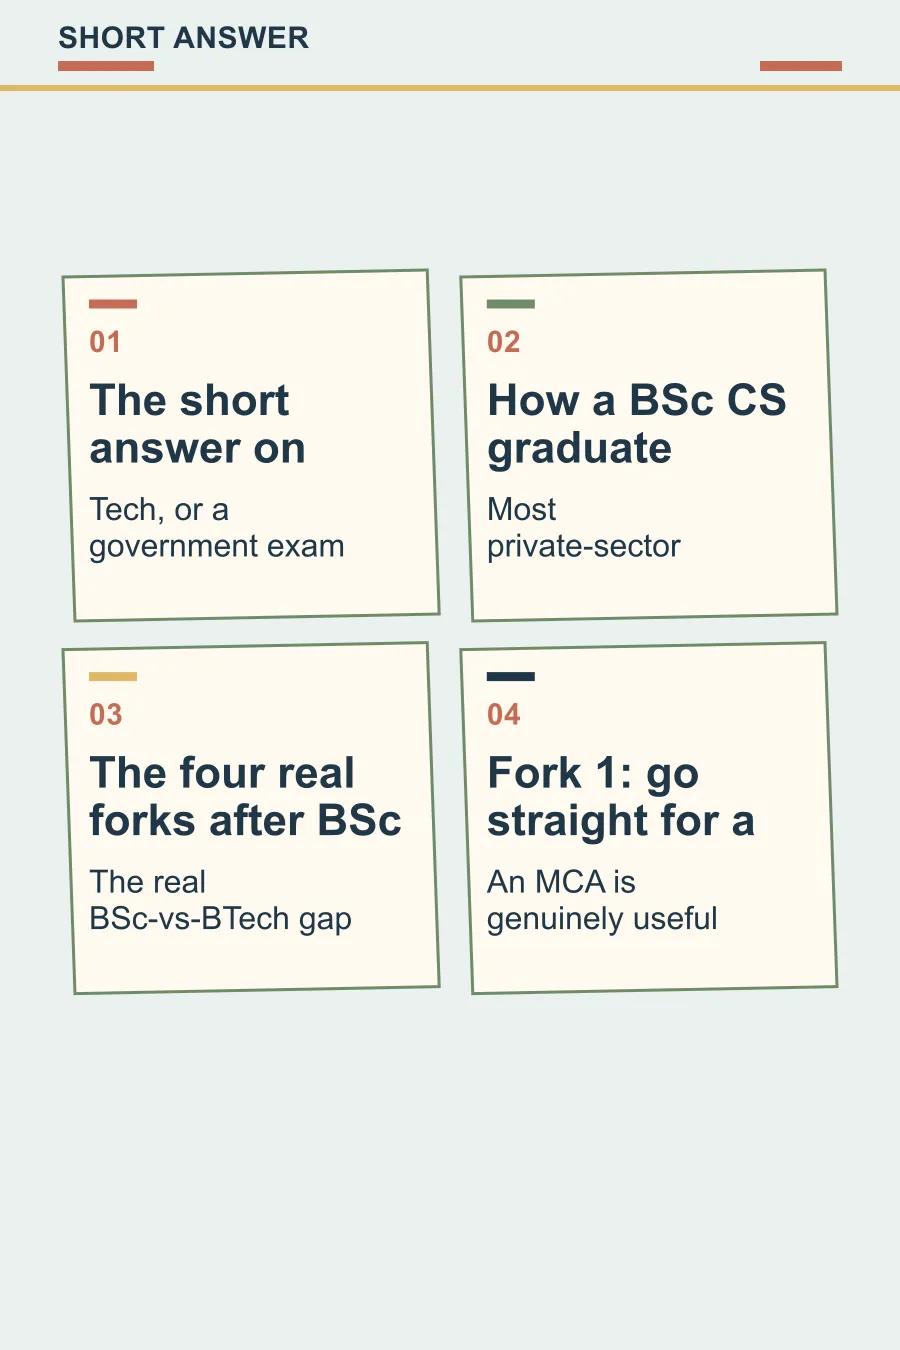 SHORT ANSWER
01
The short
answer on
Tech, or a
government exam
02
How a BSc CS
graduate
Most
private-sector
03
The four real
forks after BSc
The real
BSc-vs-BTech gap
04
Fork 1: go
straight for a
An MCA is
genuinely useful